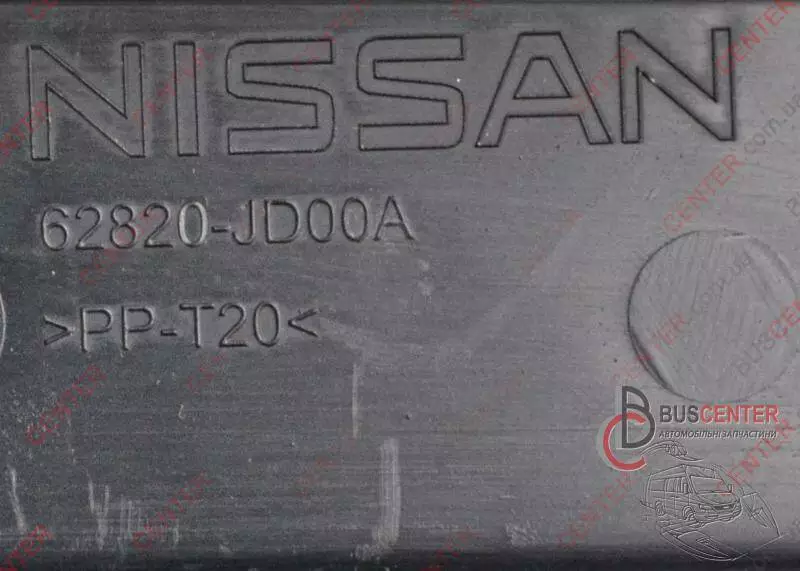 NISSAN
62820-JD00A
>PP-T20<
BUSCENTER
АВТОМОБІЛЬНІ ЗАПЧАСТИНИ